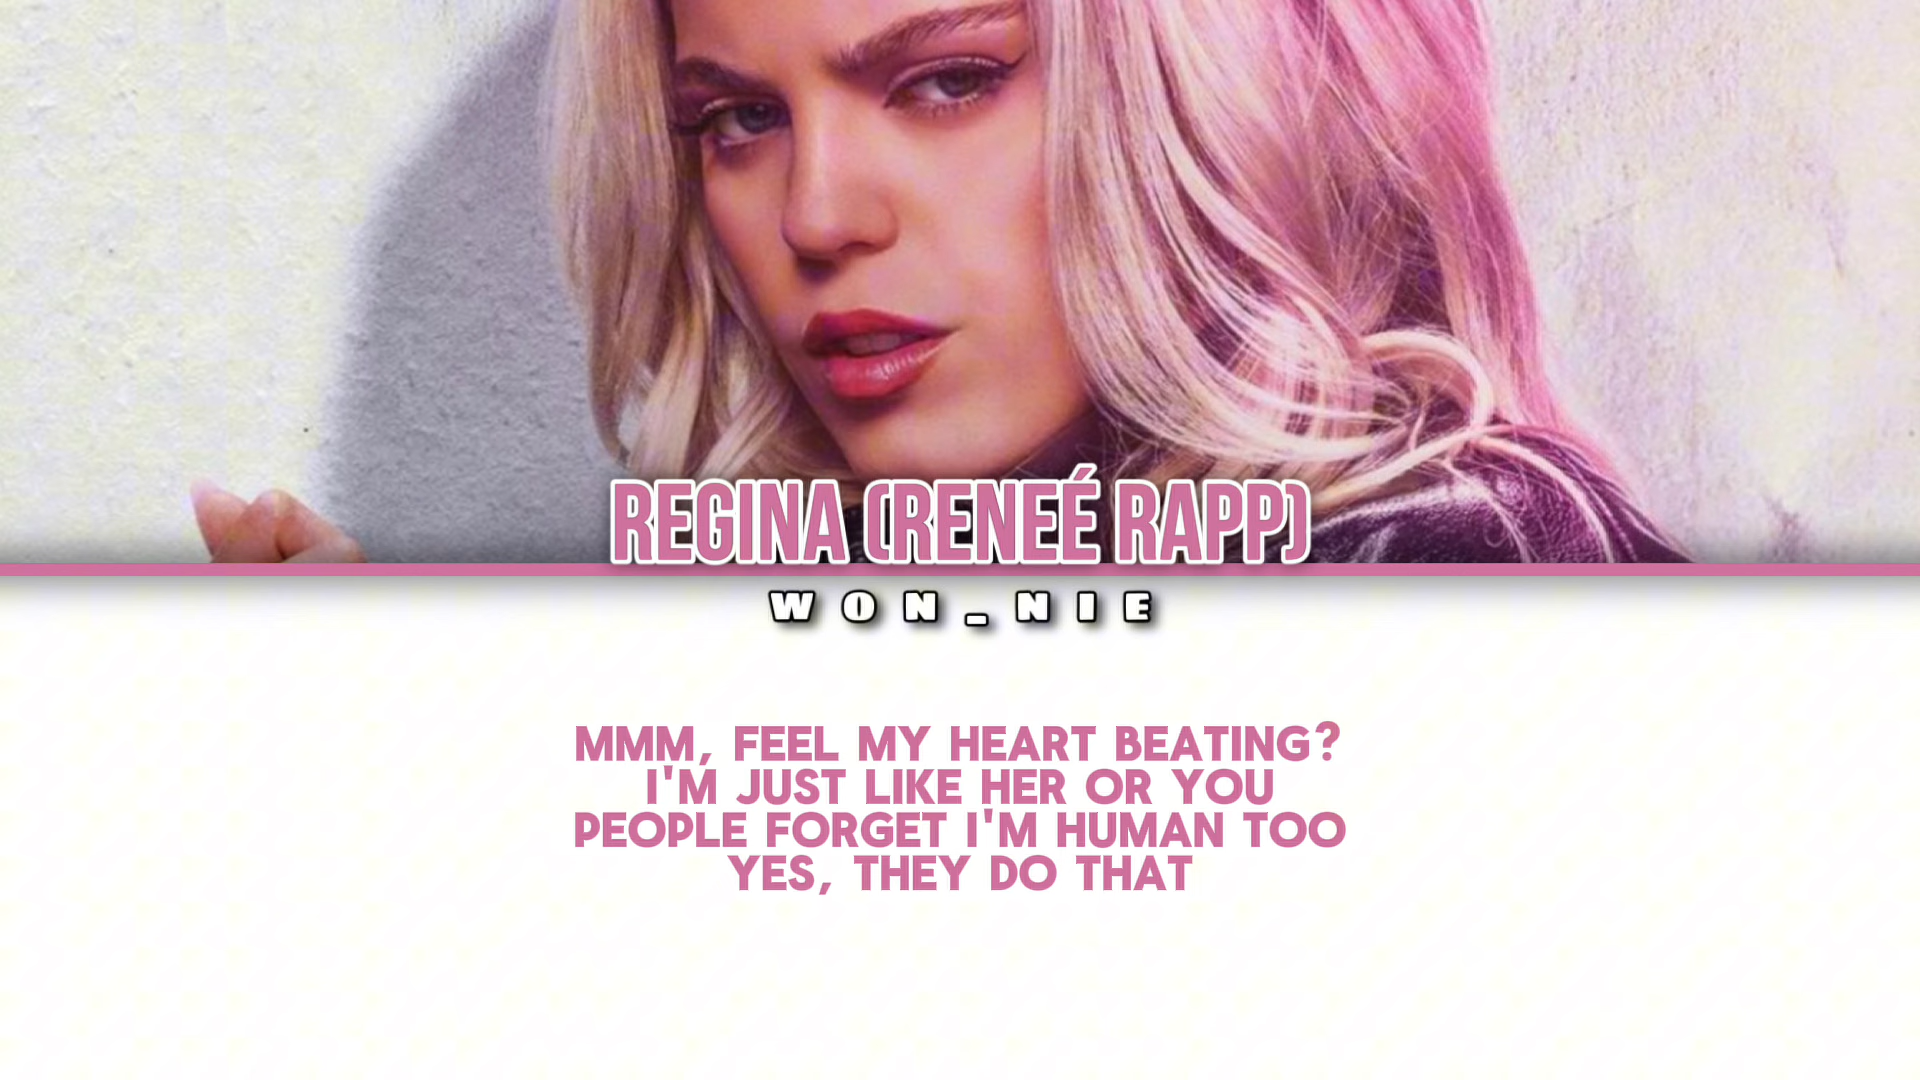 REGINA (RENEÉ RAPP)
WON_NIE
MMM, FEEL MY HEART BEATING?
I'M JUST LIKE HER OR YOU
PEOPLE FORGET I'M HUMAN TOO
YES, THEY DO THAT